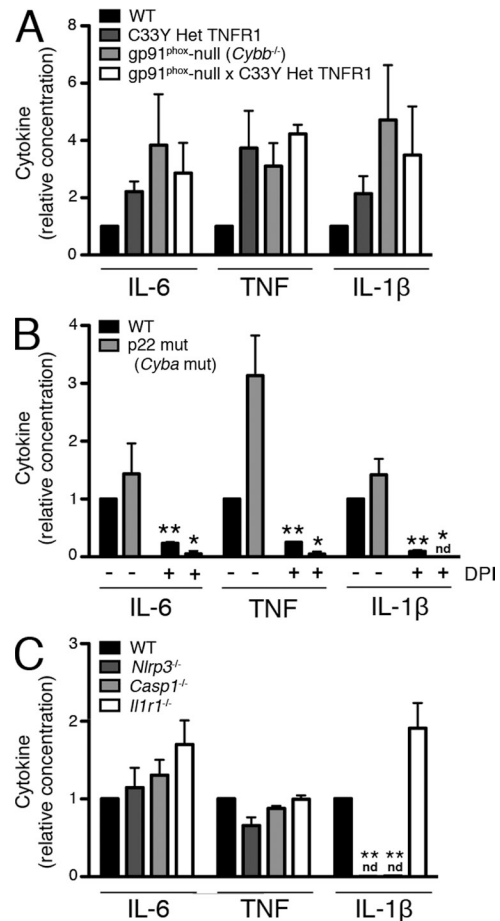 A
WT
C33Y Het TNFR1
gp91phox-null (Cybb-/-)
gp91phox-null x C33Y Het TNFR1
Cytokine
(relative concentration)
8
6
4
2
0
IL-6 TNF IL-1β
B
WT
p22 mut
(Cyba mut)
Cytokine
(relative concentration)
4
3
2
1
0
** * ** * ** *
nd
- - + + - - + + - - + + DPI
IL-6 TNF IL-1β
C
WT
Nlrp3-/-
Casp1-/-
Il1r1-/-
Cytokine
(relative concentration)
3
2
1
0
** **
nd nd
IL-6 TNF IL-1β